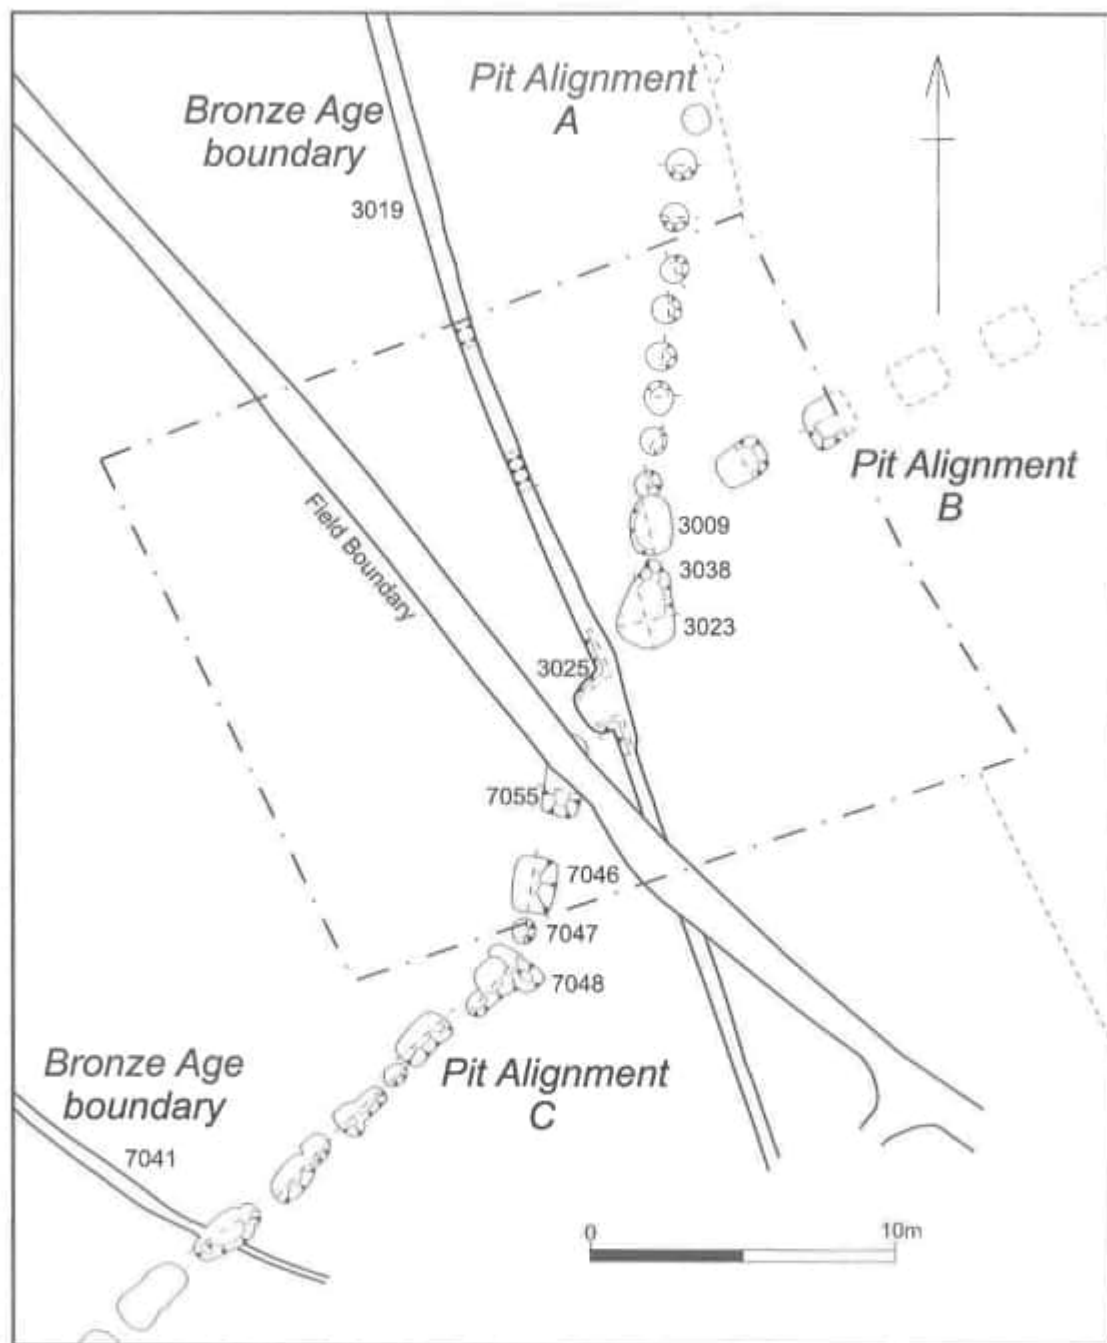 Pit Alignment
A
Bronze Age
boundary
3019
Pit Alignment
B
Field Boundary
3009
3038
3023
3025
7055
7046
7047
7048
Bronze Age
boundary
7041
Pit Alignment
C
0 10m